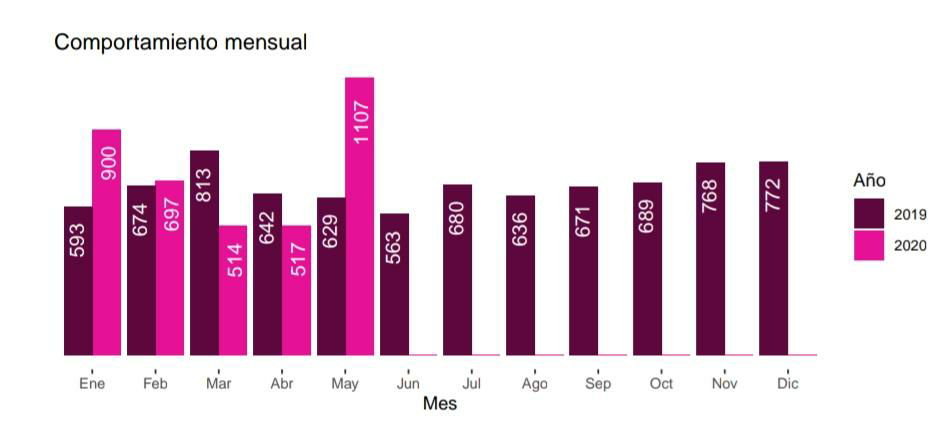 Comportamiento mensual
593
900
674
697
813
514
642
517
629
1107
563
680
636
671
689
768
772
Ene
Feb
Mar
Abr
May
Jun
Jul
Ago
Sep
Oct
Nov
Dic
Mes
Año
2019
2020